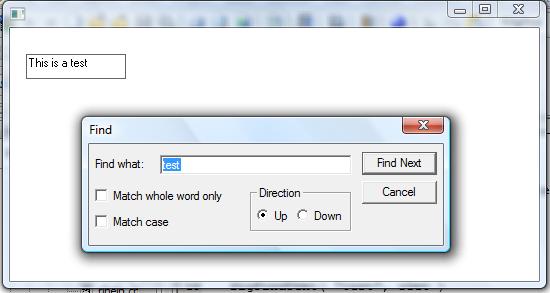 This is a test
Find
Find what: test
Find Next
Match whole word only
Direction
Cancel
Match case
Up Down